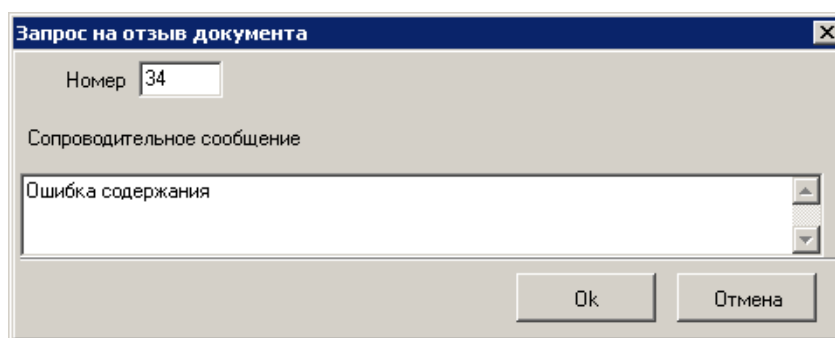 Запрос на отзыв документа
Номер 34
Сопроводительное сообщение
Ошибка содержания
Ok Отмена